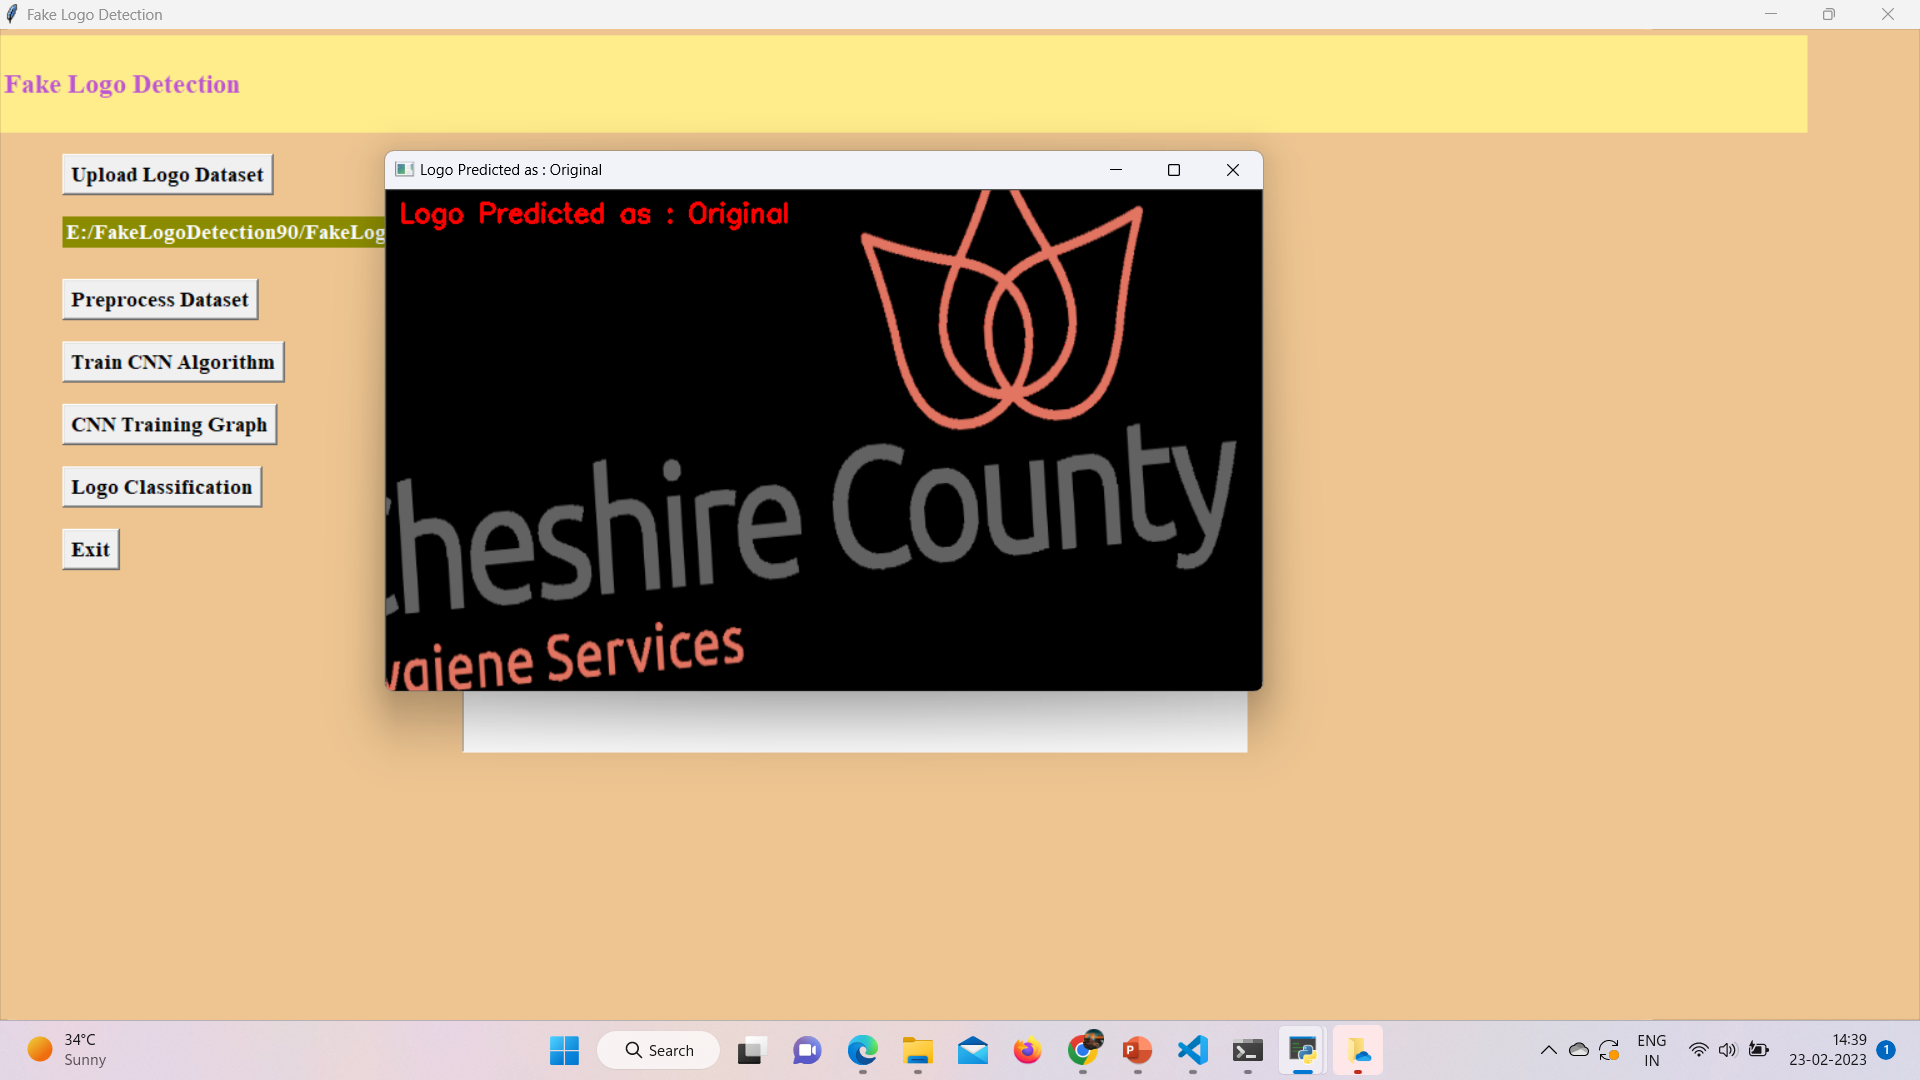 Fake Logo Detection
Fake Logo Detection
Upload Logo Dataset
E:/FakeLogoDetection90/FakeLog
Preprocess Dataset
Train CNN Algorithm
CNN Training Graph
Logo Classification
Exit
Logo Predicted as : Original
Logo Predicted as : Original
Cheshire County
ygiene Services
34°C
Sunny
Search
ENG
IN
14:39
23-02-2023
1